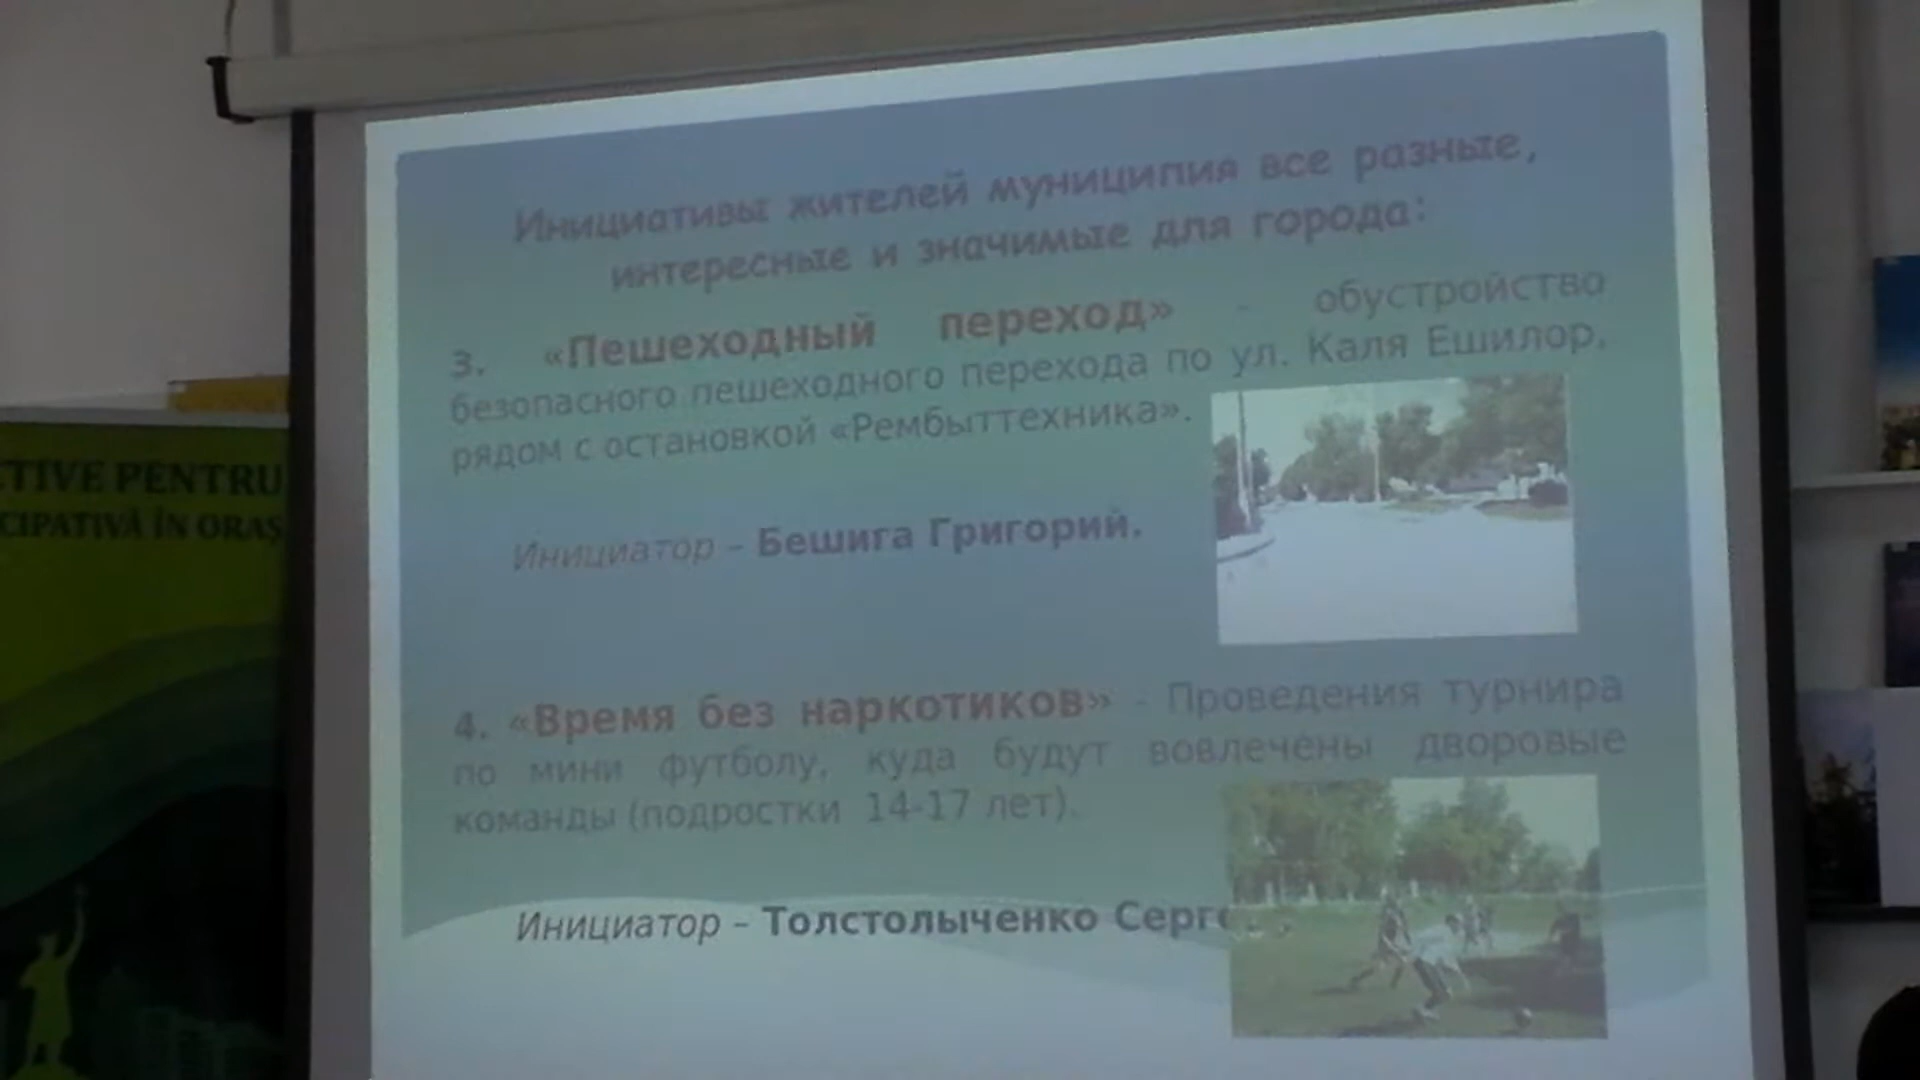 Инициативы жителей муниципия все разные,
интересные и значимые для города:
3. «Пешеходный переход» - обустройство
безопасного пешеходного перехода по ул. Каля Ешилор,
рядом с остановкой «Рембыттехника».
Инициатор – Бешига Григорий.
4. «Время без наркотиков» - Проведения турнира
по мини футболу, куда будут вовлечены дворовые
команды (подростки 14-17 лет).
Инициатор – Толстолыченко Серге
TIVE PENTRU
CIPATIVĂ ÎN ORAȘ